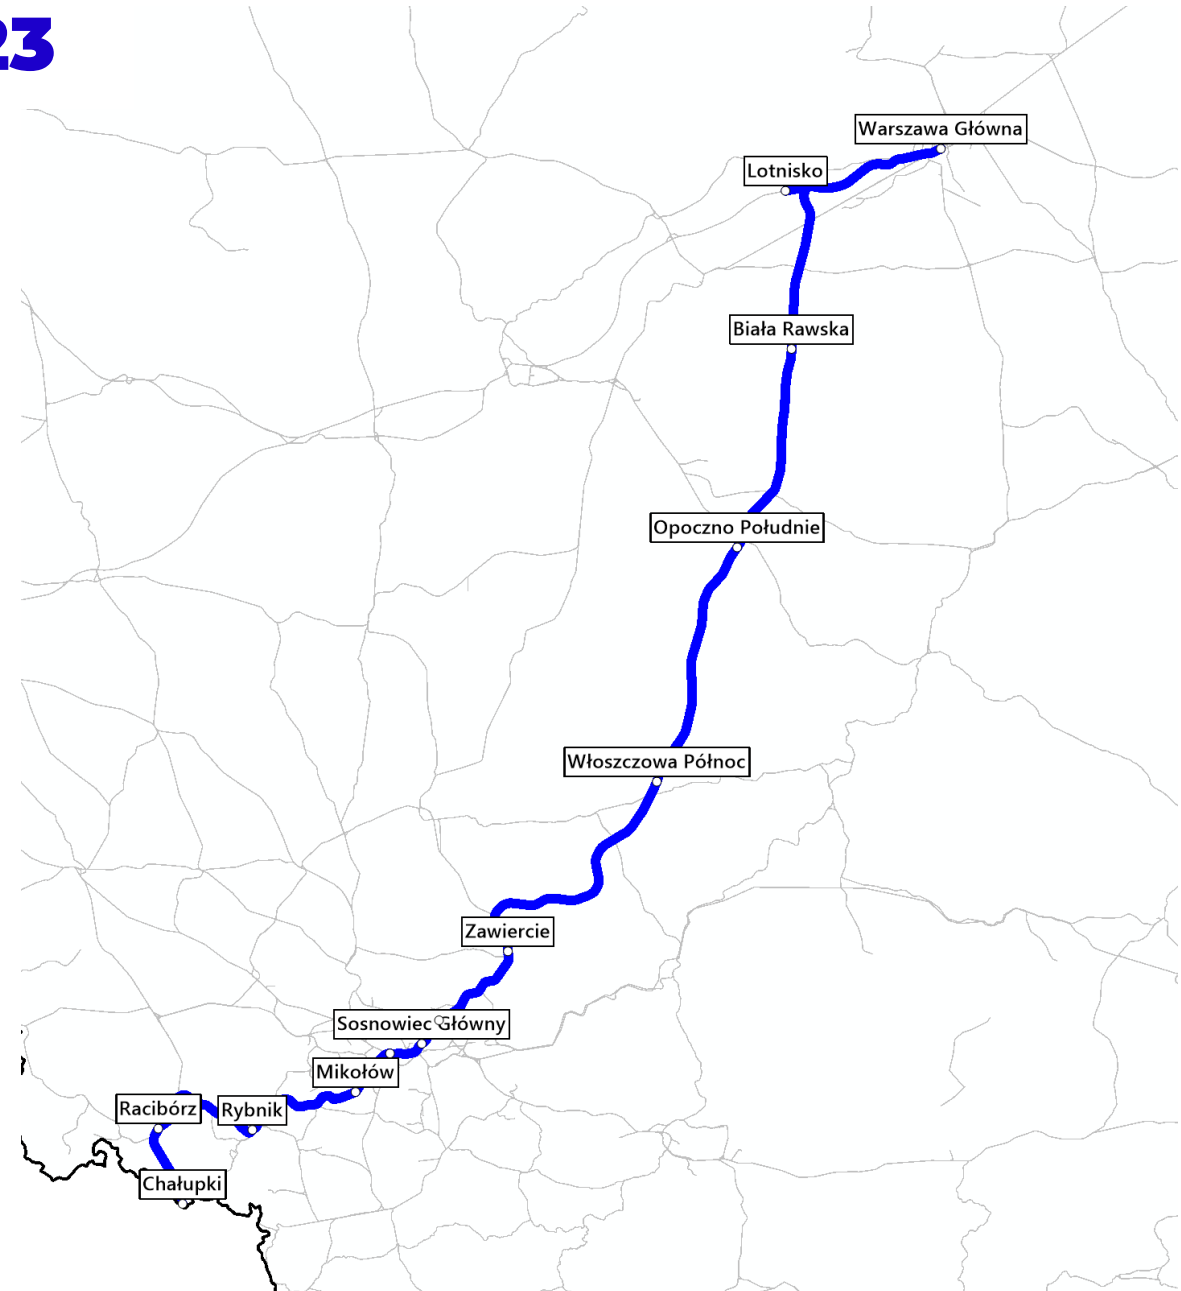 23
Warszawa Główna
Lotnisko
Biała Rawska
Opoczno Południe
Włoszczowa Północ
Zawiercie
Sosnowiec Główny
Mikołów
Racibórz
Rybnik
Chałupki